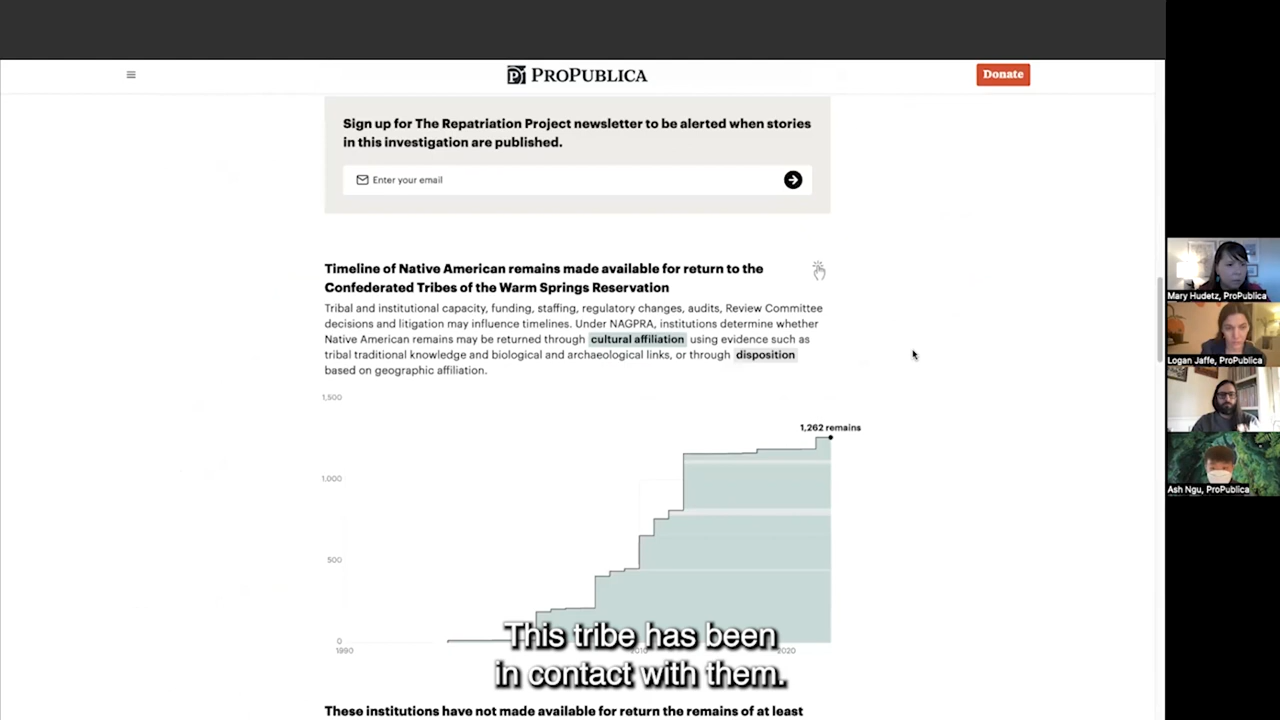 PROPUBLICA
Donate
Sign up for The Repatriation Project newsletter to be alerted when stories
in this investigation are published.
Enter your email
Timeline of Native American remains made available for return to the
Confederated Tribes of the Warm Springs Reservation
Tribal and institutional capacity, funding, staffing, regulatory changes, audits, Review Committee
decisions and litigation may influence timelines. Under NAGPRA, institutions determine whether
Native American remains may be returned through cultural affiliation using evidence such as
tribal traditional knowledge and biological and archaeological links, or through disposition
based on geographic affiliation.
1,500
1,262 remains
1,000
500
0
1990
2010
2020
This tribe has been
in contact with them.
These institutions have not made available for return the remains of at least
Mary Hudetz, ProPublica
Logan Jaffe, ProPublica
Ash Ngu, ProPublica